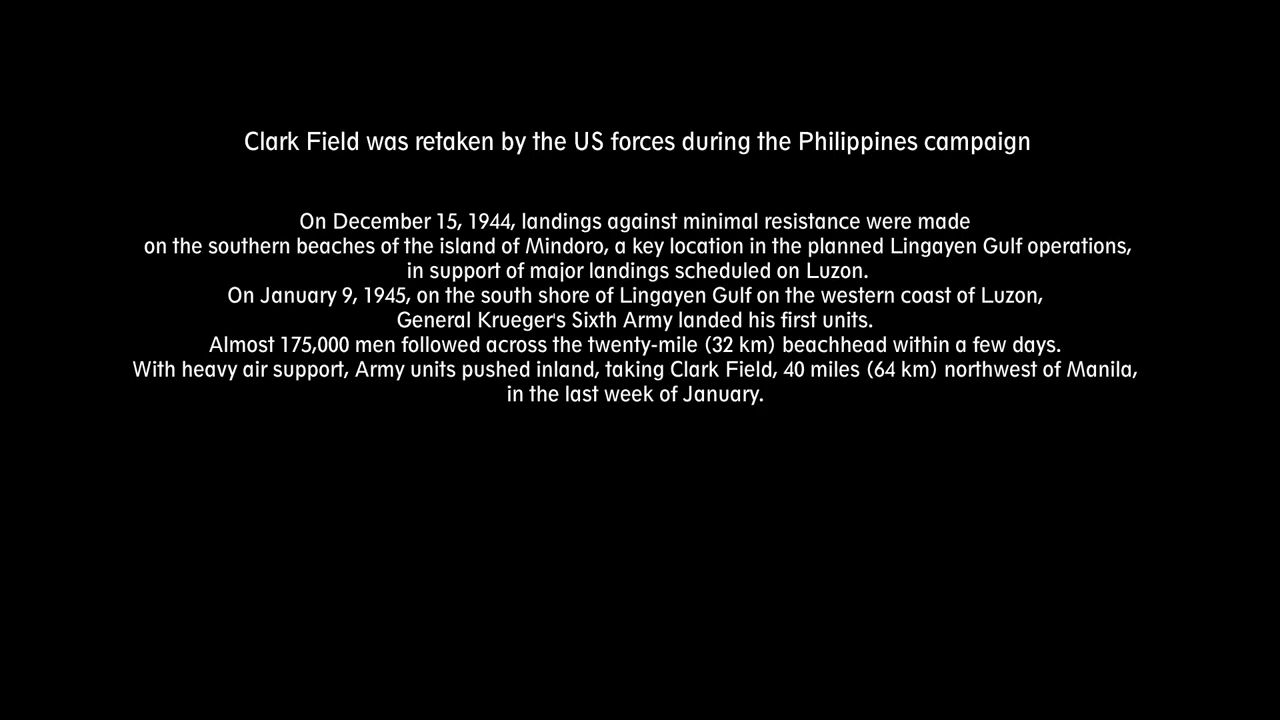 Clark Field was retaken by the US forces during the Philippines campaign
On December 15, 1944, landings against minimal resistance were made
on the southern beaches of the island of Mindoro, a key location in the planned Lingayen Gulf operations,
in support of major landings scheduled on Luzon.
On January 9, 1945, on the south shore of Lingayen Gulf on the western coast of Luzon,
General Krueger's Sixth Army landed his first units.
Almost 175,000 men followed across the twenty-mile (32 km) beachhead within a few days.
With heavy air support, Army units pushed inland, taking Clark Field, 40 miles (64 km) northwest of Manila,
in the last week of January.